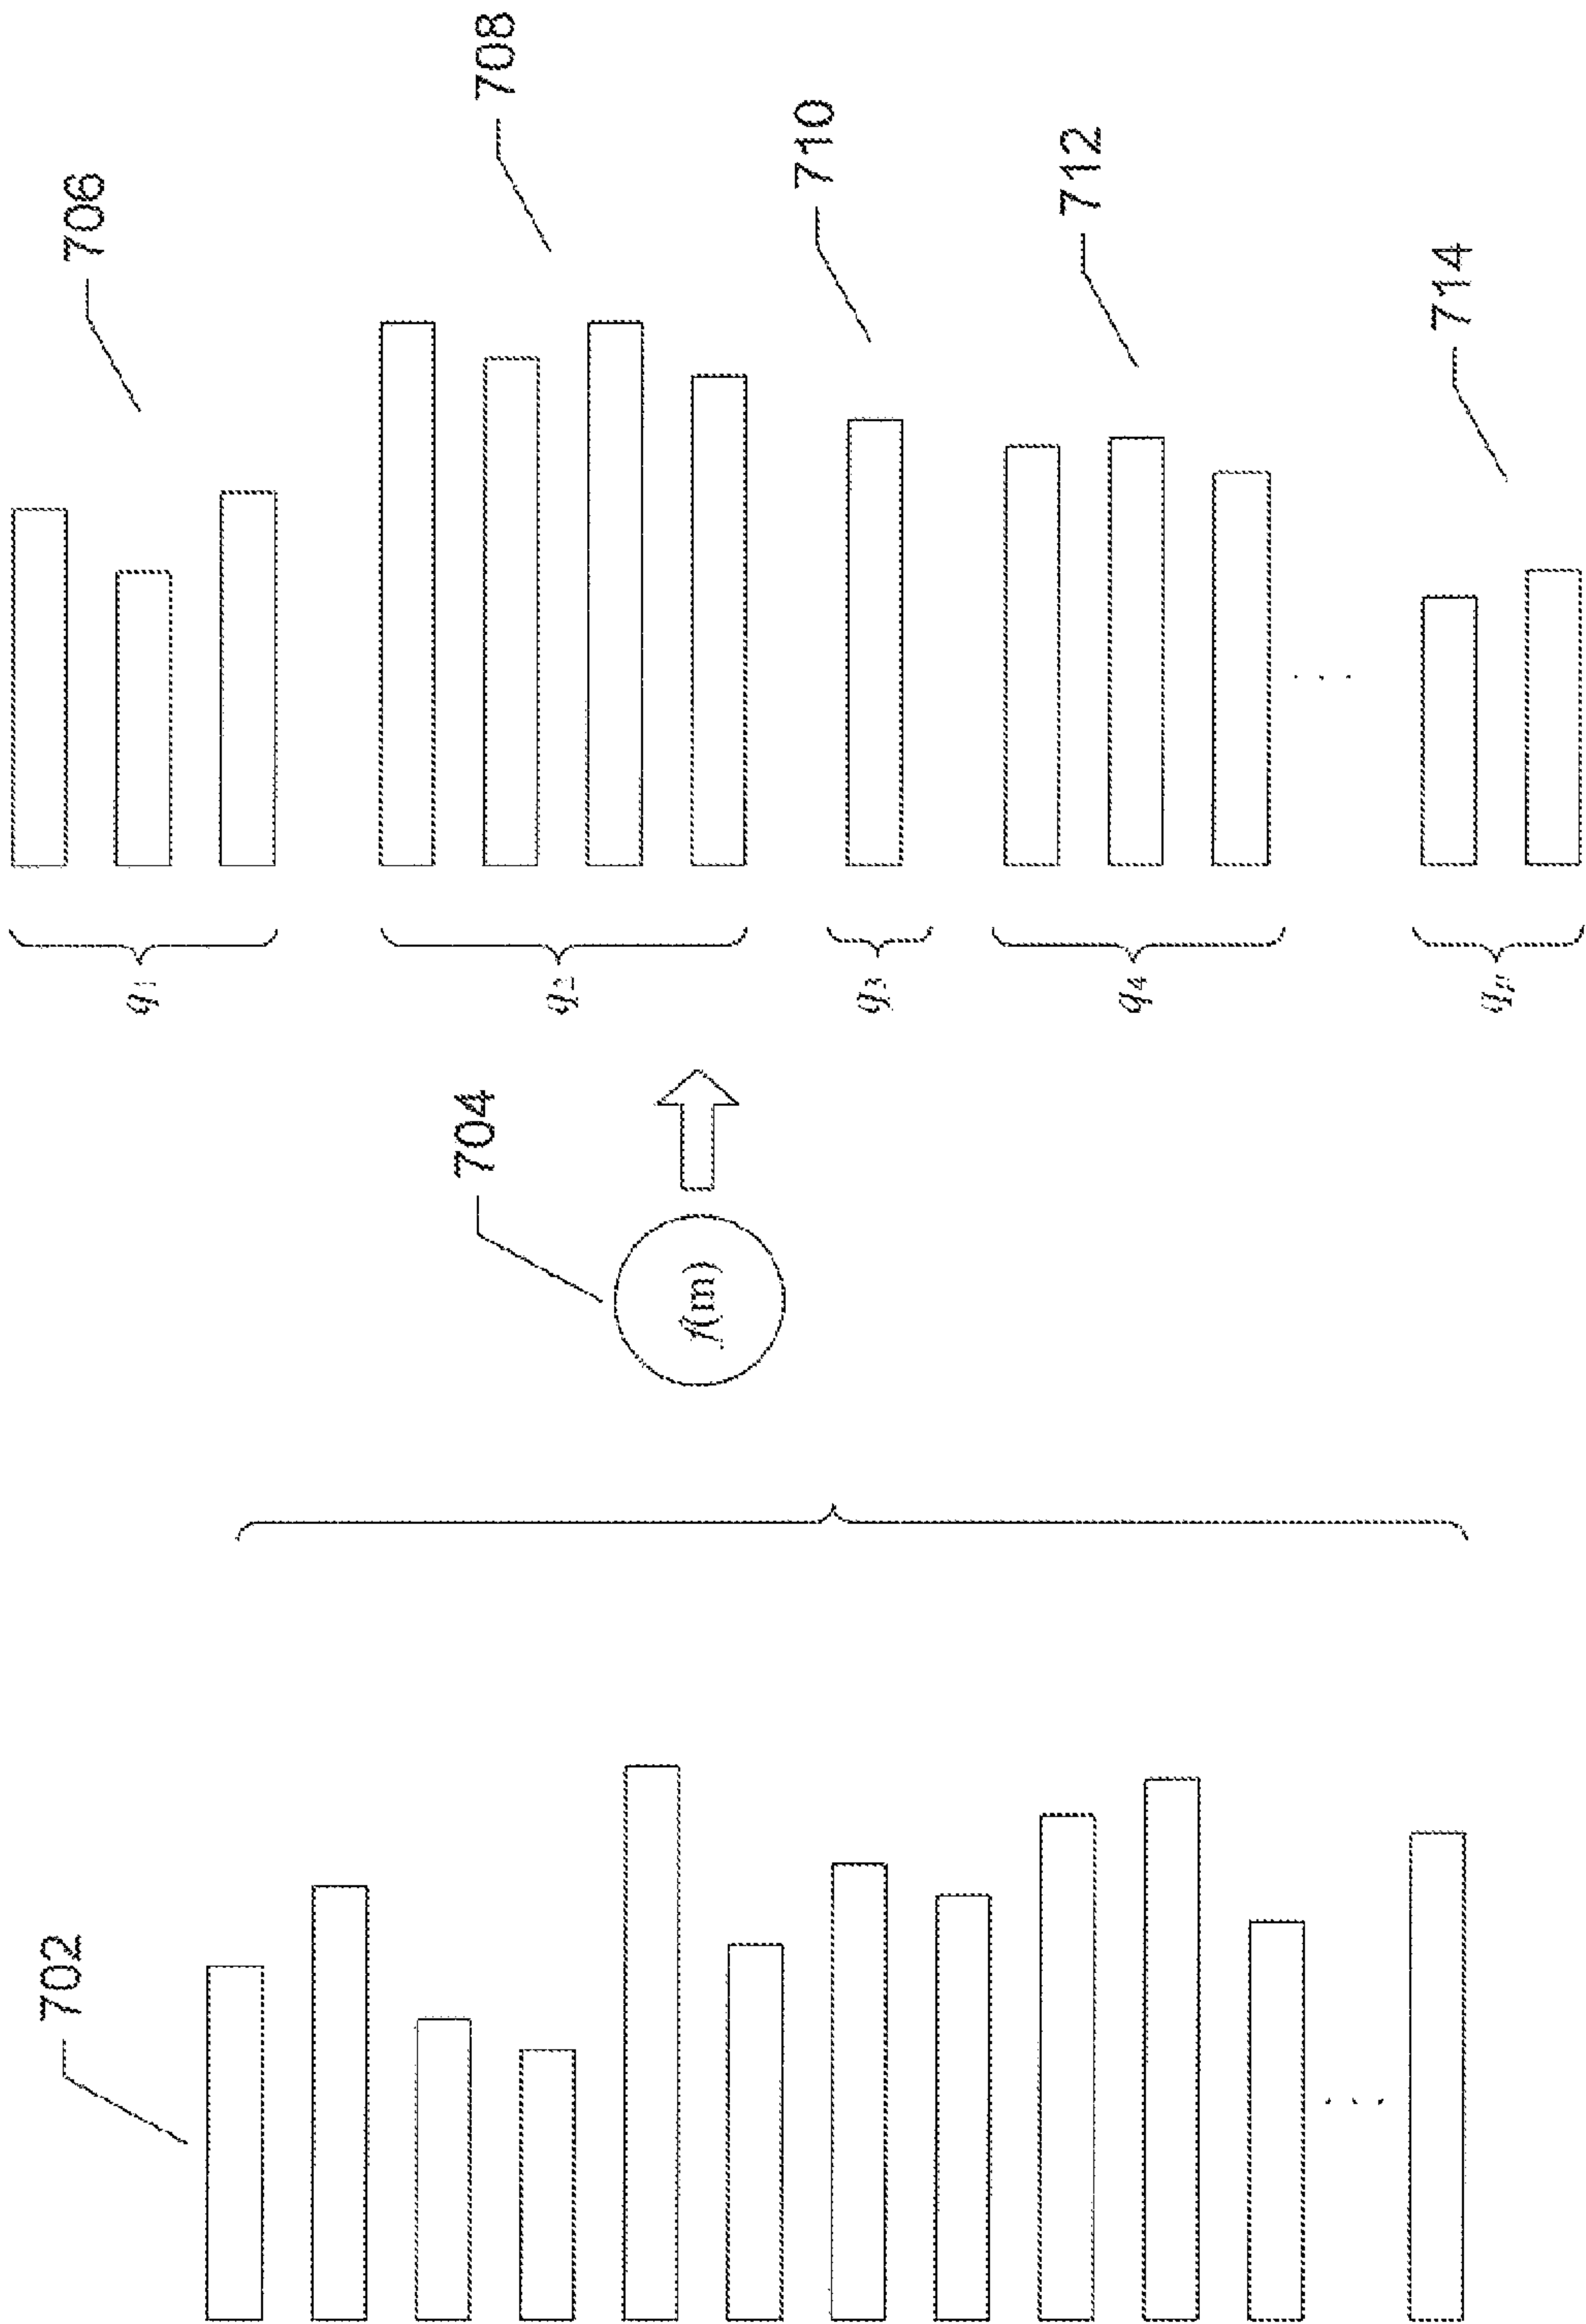 702
706
q₁
704
708
q₂
f(m)
710
q₃
712
q₄
. . .
. . .
714
qₙ